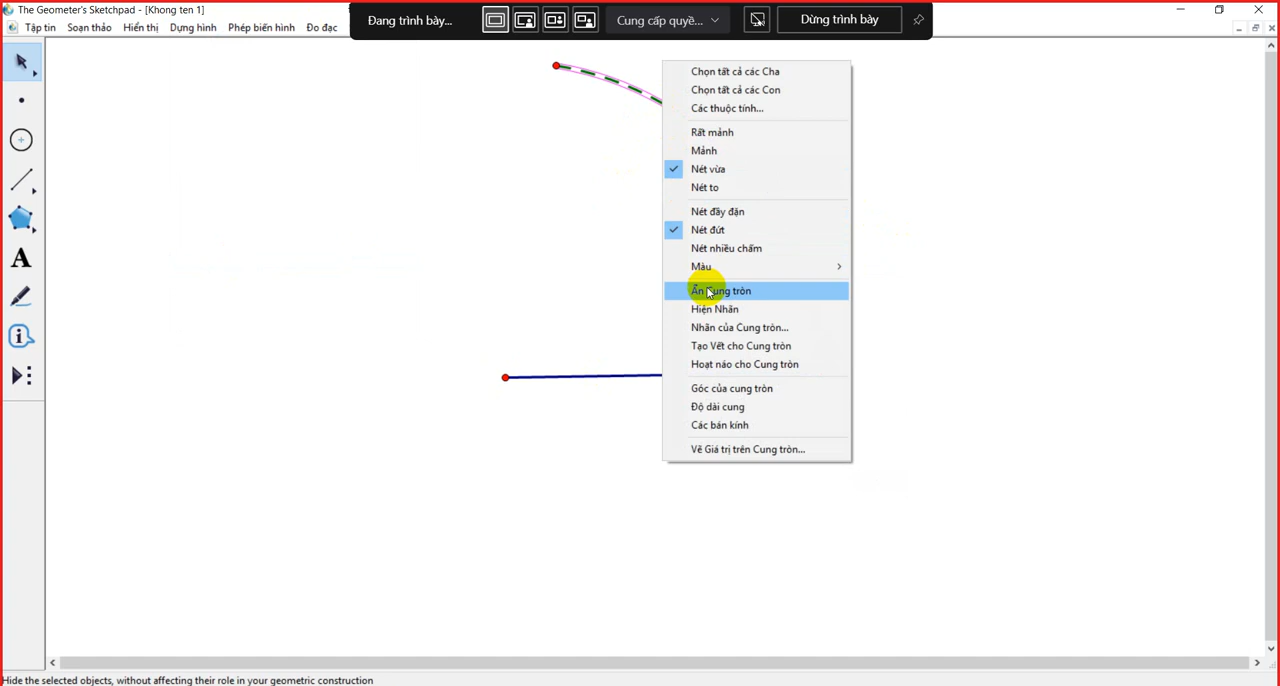 The Geometer's Sketchpad - [Khong ten 1]
Đang trình bày...
Cung cấp quyề...
Dừng trình bày
Tập tin Soạn thảo Hiển thị Dựng hình Phép biến hình Đo đạc
Chọn tất cả các Cha
Chọn tất cả các Con
Các thuộc tính...
Rất mảnh
Mảnh
Nét vừa
Nét to
Nét đầy đặn
Nét đứt
Nét nhiều chấm
Màu
Ẩn Cung tròn
Hiện Nhãn
Nhãn của Cung tròn...
Tạo Vết cho Cung tròn
Hoạt náo cho Cung tròn
Góc của cung tròn
Độ dài cung
Các bán kính
Vẽ Giá trị trên Cung tròn...
A
Hide the selected objects, without affecting their role in your geometric construction